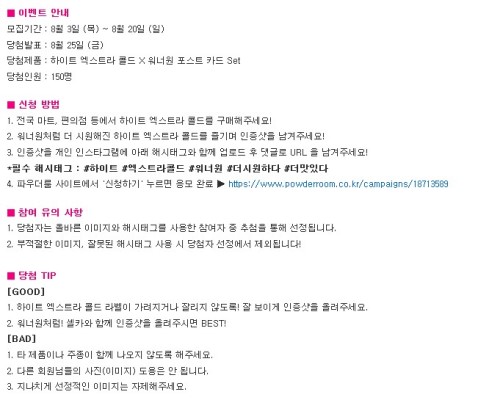 ■ 이벤트 안내
모집기간 : 8월 3일 (목) ~ 8월 20일 (일)
당첨발표 : 8월 25일 (금)
당첨제품 : 하이트 엑스트라 콜드 X 워너원 포스트 카드 Set
당첨인원 : 150명
■ 신청 방법
1. 전국 마트, 편의점 등에서 하이트 엑스트라 콜드를 구매해주세요!
2. 워너원처럼 더 시원해진 하이트 엑스트라 콜드를 즐기며 인증샷을 남겨주세요!
3. 인증샷을 개인 인스타그램에 아래 해시태그와 함께 업로드 후 댓글로 URL 을 남겨주세요!
*필수 해시태그 : #하이트 #엑스트라콜드 #워너원 #더시원하다 #더맛있다
4. 파우더룸 사이트에서 '신청하기' 누르면 응모 완료 ▶ https://www.powderroom.co.kr/campaigns/18713589
■ 참여 유의 사항
1. 당첨자는 올바른 이미지와 해시태그를 사용한 참여자 중 추첨을 통해 선정됩니다.
2. 부적절한 이미지, 잘못된 해시태그 사용 시 당첨자 선정에서 제외됩니다!
■ 당첨 TIP
[GOOD]
1. 하이트 엑스트라 콜드 라벨이 가려지거나 잘리지 않도록! 잘 보이게 인증샷을 올려주세요.
2. 워너원처럼! 셀카와 함께 인증샷을 올려주시면 BEST!
[BAD]
1. 타 제품이나 주종이 함께 나오지 않도록 해주세요.
2. 다른 회원님들의 사진(이미지) 도용은 안 됩니다.
3. 지나치게 선정적인 이미지는 자제해주세요.